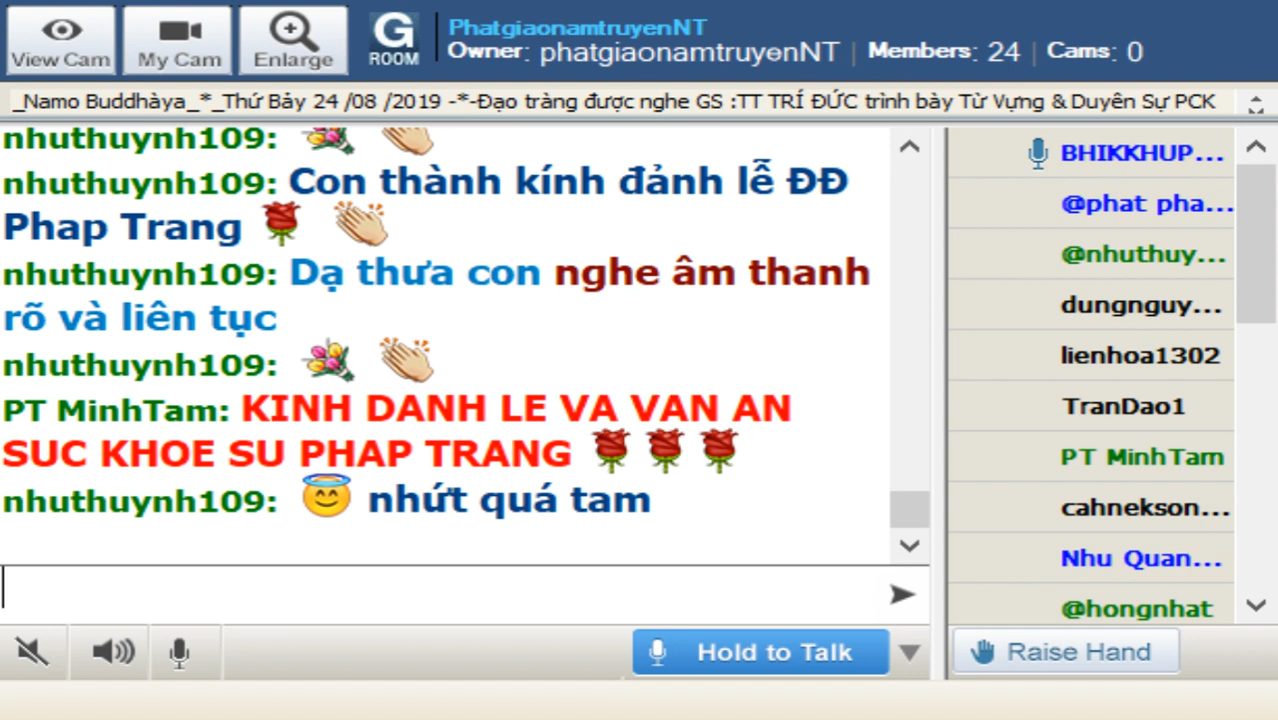 View Cam
My Cam
Enlarge
G
ROOM
PhatgiaonamtruyenNT
Owner: phatgiaonamtruyenNT | Members: 24 | Cams: 0
_Namo Buddhàya_*_Thứ Bảy 24 /08 /2019 -*-Đạo tràng được nghe GS :TT TRÍ ĐỨC trình bày Từ Vựng & Duyên Sự PCK
nhuthuynh109:
nhuthuynh109: Con thành kính đảnh lễ ĐĐ
Phap Trang
nhuthuynh109: Dạ thưa con nghe âm thanh
rõ và liên tục
nhuthuynh109:
PT MinhTam: KINH DANH LE VA VAN AN
SUC KHOE SU PHAP TRANG
nhuthuynh109: nhứt quá tam
BHIKKHUP...
@phat pha...
@nhuthuy...
dungnguy...
lienhoa1302
TranDao1
PT MinhTam
cahnekson...
Nhu Quan...
@hongnhat
Hold to Talk
Raise Hand